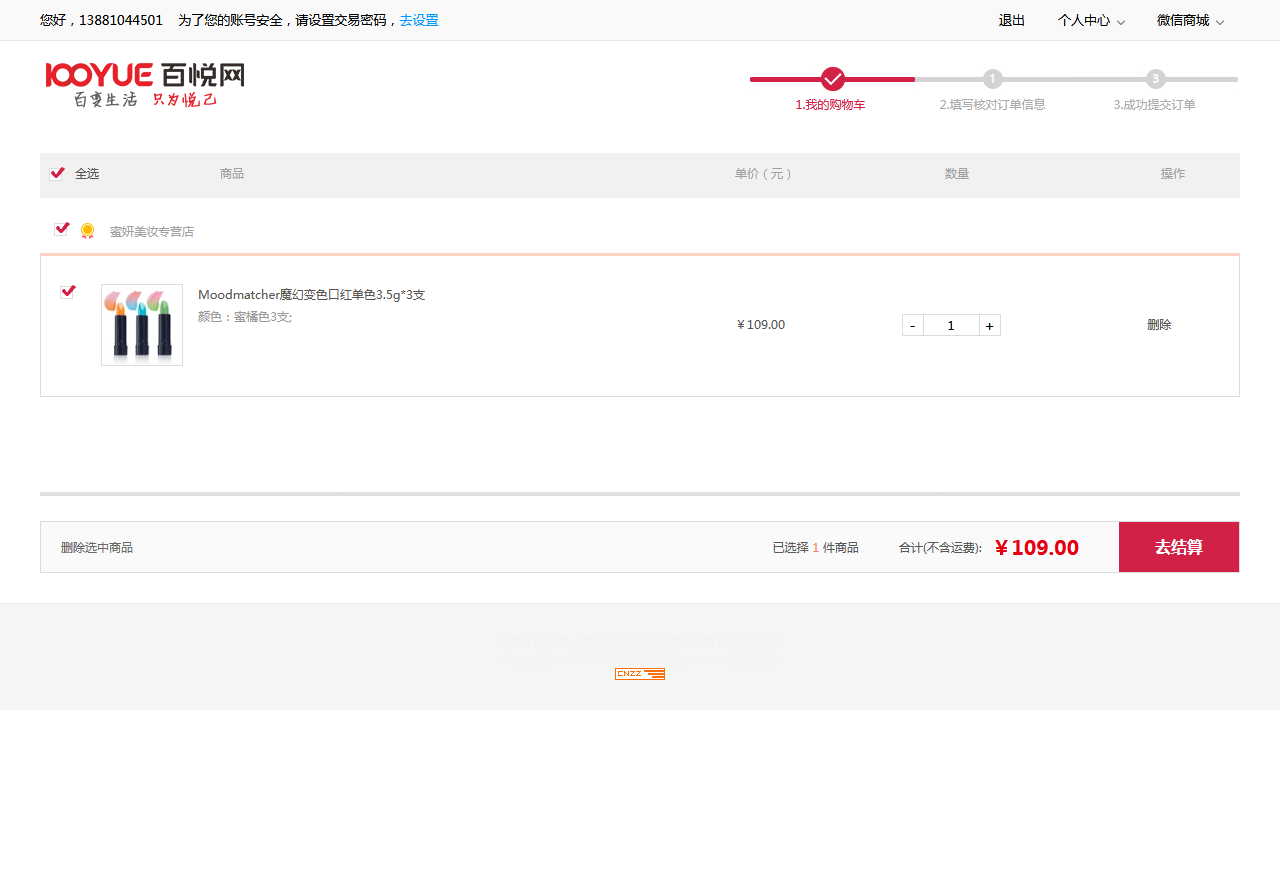 您好，13881044501 为了您的账号安全，请设置交易密码，去设置 退出 个人中心 微信商城
100YUE 百悦网
百变生活 只为悦己
1 3
1.我的购物车 2.填写核对订单信息 3.成功提交订单
全选 商品 单价（元） 数量 操作
蜜妍美妆专营店
Moodmatcher魔幻变色口红单色3.5g*3支
颜色：蜜橘色3支;
￥109.00 - 1 + 删除
删除选中商品 已选择 1 件商品 合计(不含运费): ￥109.00 去结算
CNZZ